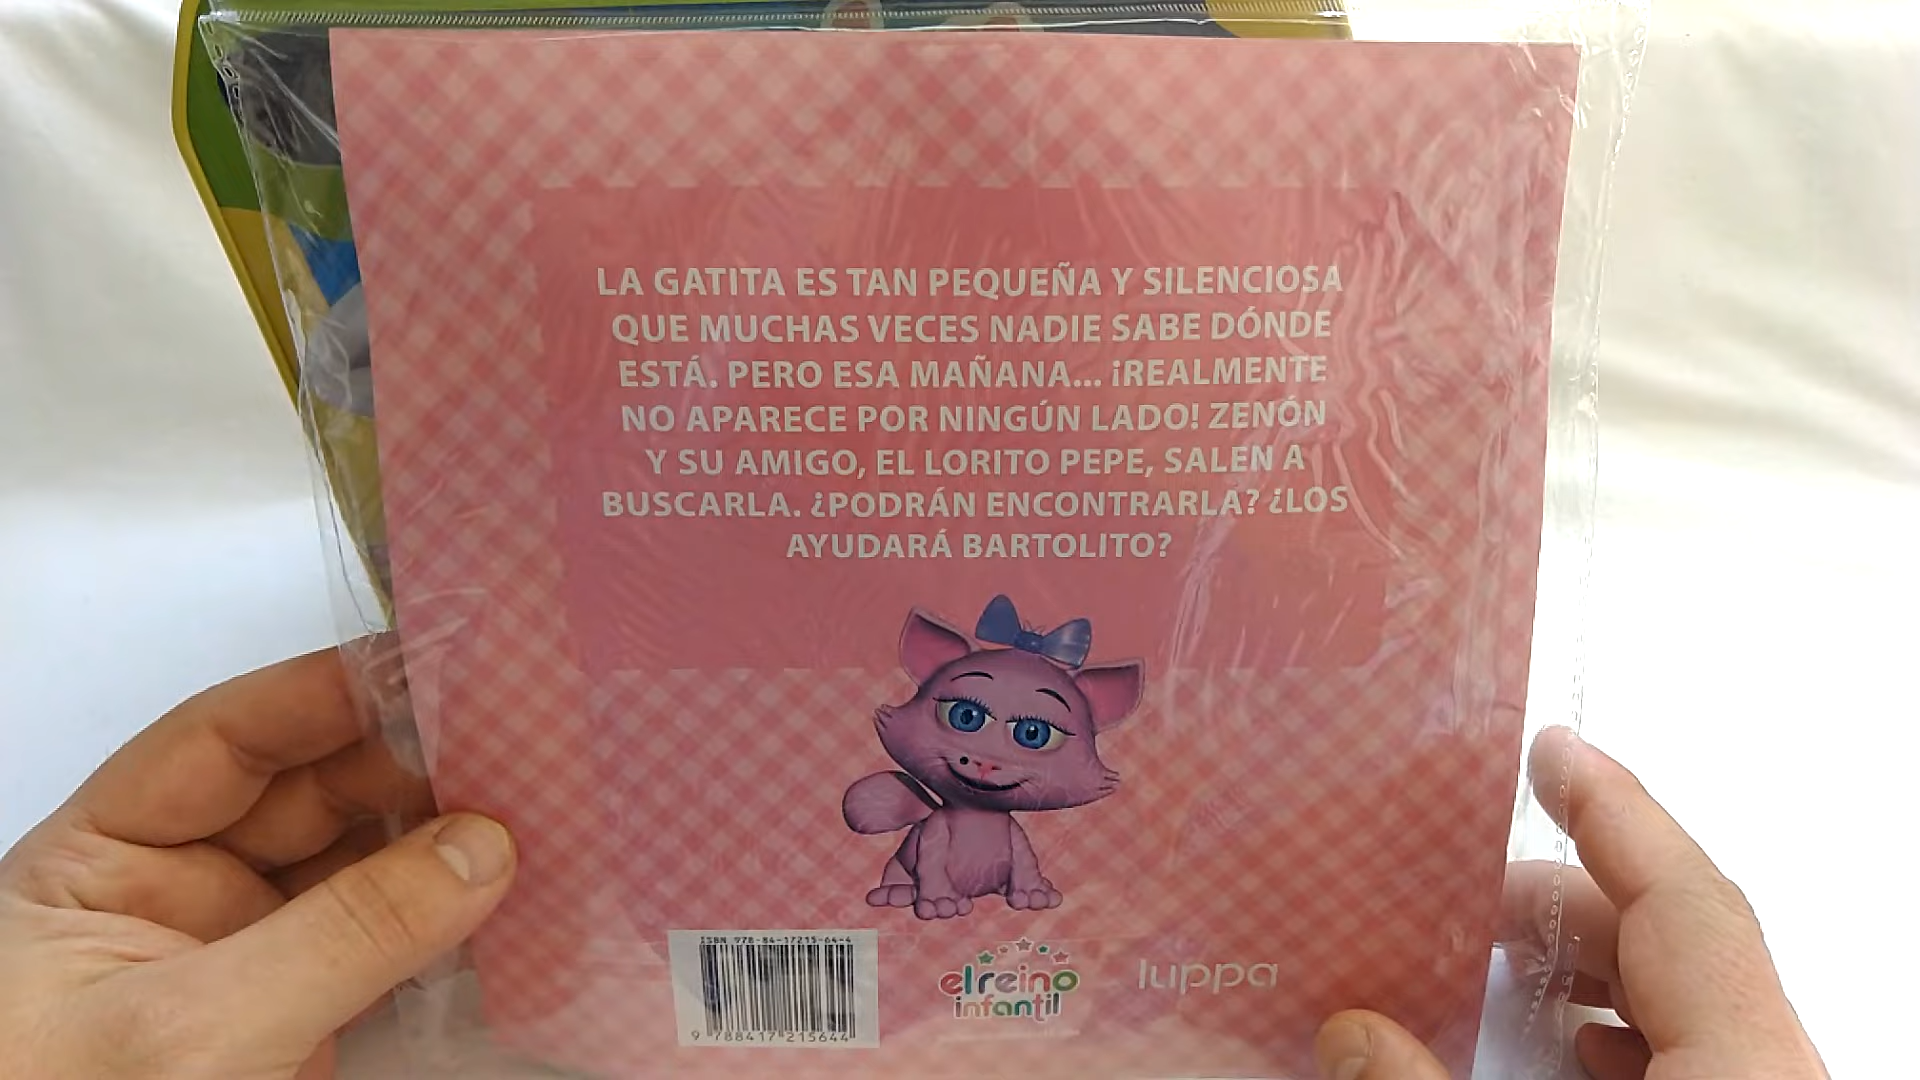 LA GATITA ES TAN PEQUEÑA Y SILENCIOSA
QUE MUCHAS VECES NADIE SABE DÓNDE
ESTÁ. PERO ESA MAÑANA... ¡REALMENTE
NO APARECE POR NINGÚN LADO! ZENÓN
Y SU AMIGO, EL LORITO PEPE, SALEN A
BUSCARLA. ¿PODRÁN ENCONTRARLA? ¿LOS
AYUDARÁ BARTOLITO?
ISBN 978-84-17215-64-4
9 788417 215644
el reino
infantil
luppa